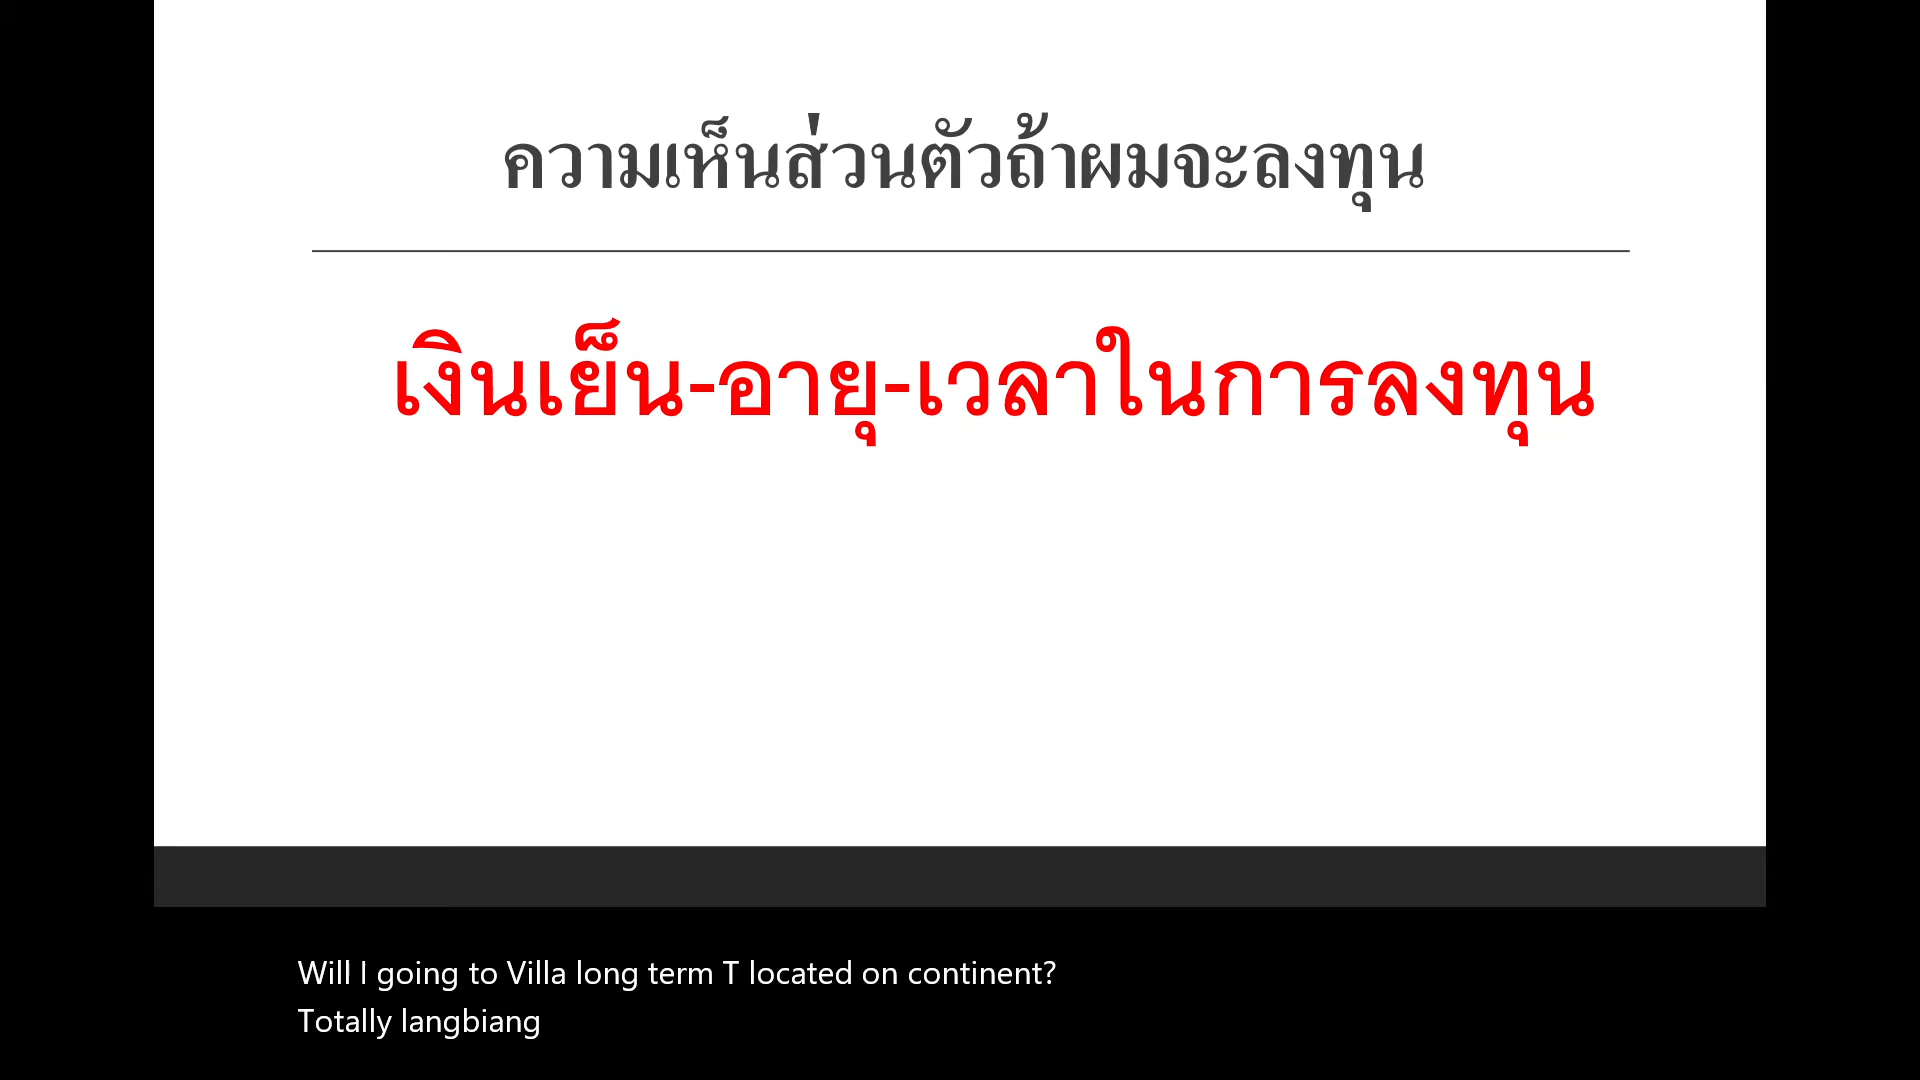 ความเห็นส่วนตัวถ้าผมจะลงทุน
เงินเย็น-อายุ-เวลาในการลงทุน
Will I going to Villa long term T located on continent?
Totally langbiang